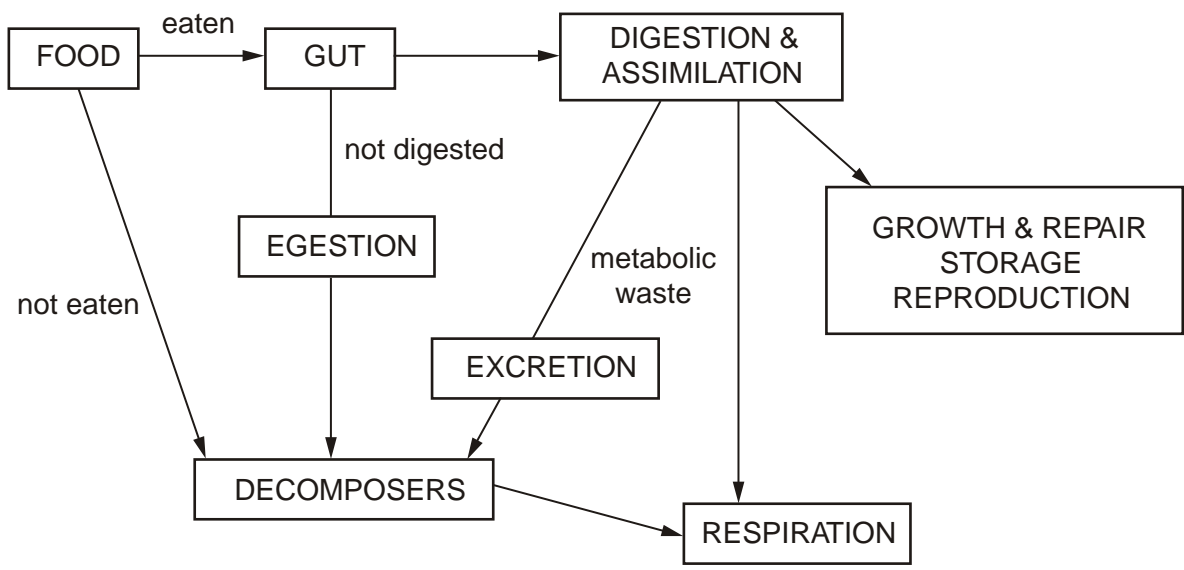 eaten
FOOD
GUT
DIGESTION &
ASSIMILATION
not digested
EGESTION
not eaten
metabolic
waste
GROWTH & REPAIR
STORAGE
REPRODUCTION
EXCRETION
DECOMPOSERS
RESPIRATION